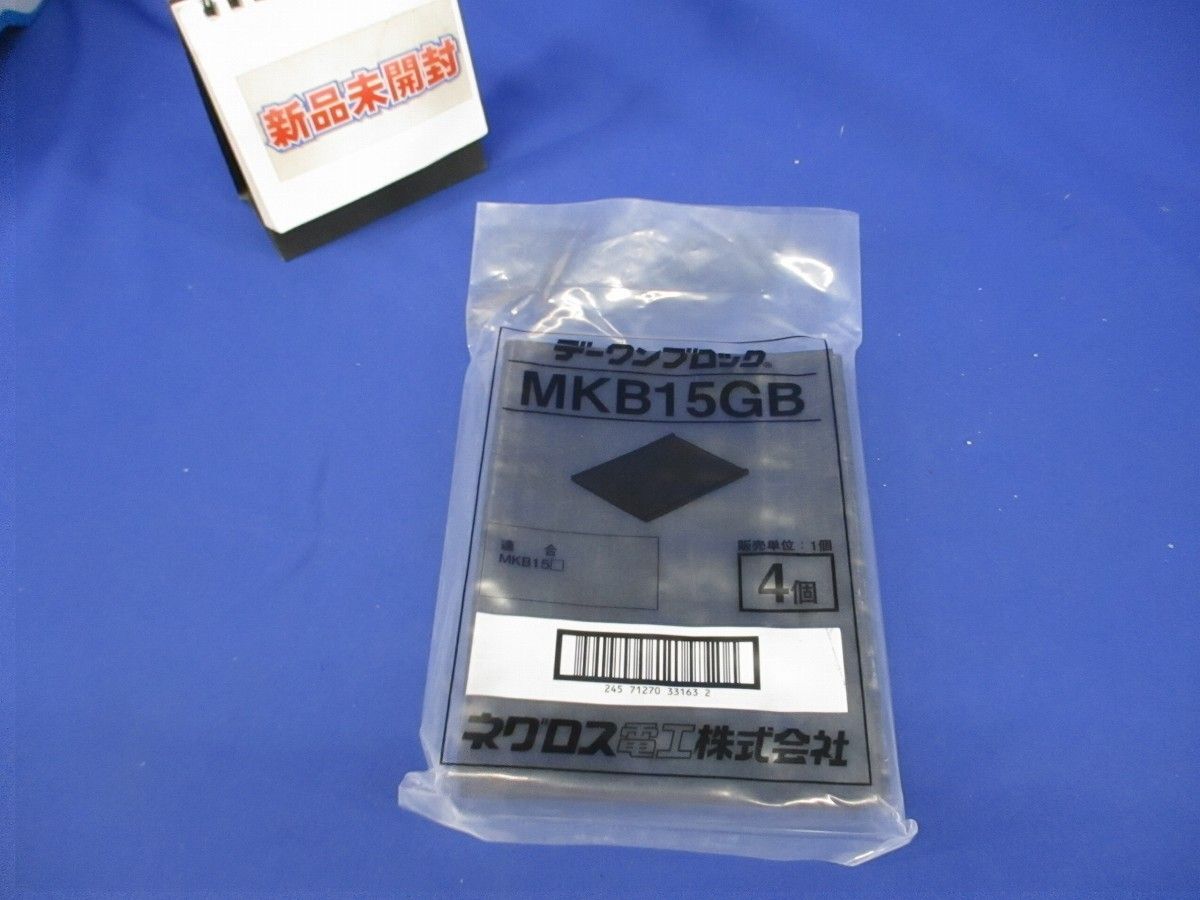 新品未開封
デーワンブロック®
MKB15GB
適 合
MKB15□
販売単位:1個
4個
245 71270 33163 2
ネグロス電工株式会社